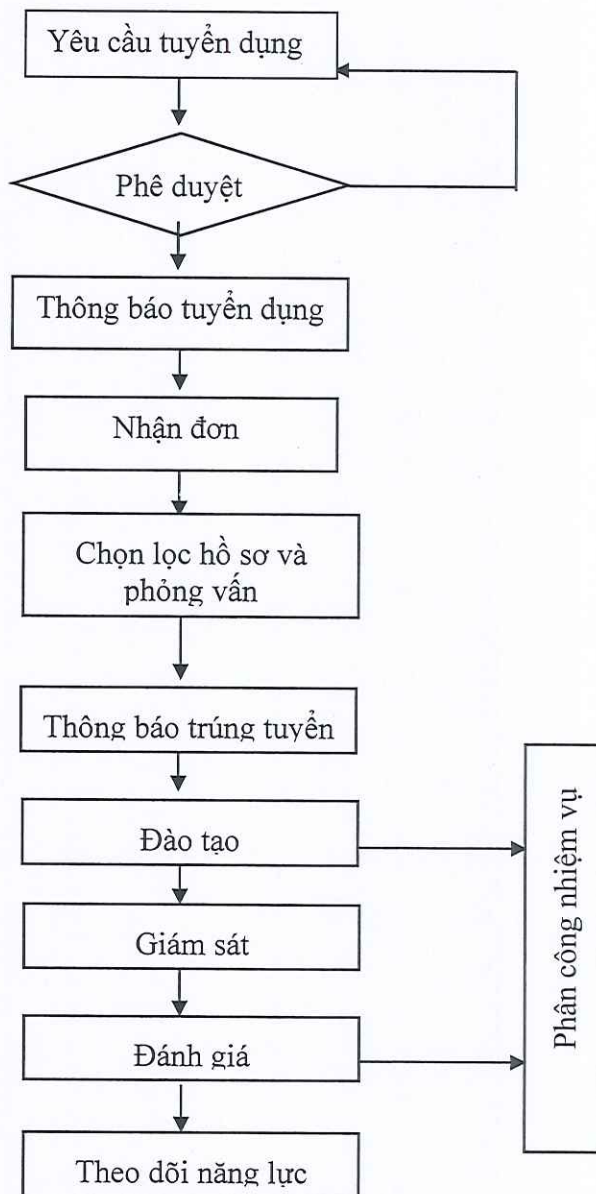 Yêu cầu tuyển dụng
Phê duyệt
Thông báo tuyển dụng
Nhận đơn
Chọn lọc hồ sơ và
phỏng vấn
Thông báo trúng tuyển
Đào tạo
Giám sát
Đánh giá
Theo dõi năng lực
Phân công nhiệm vụ